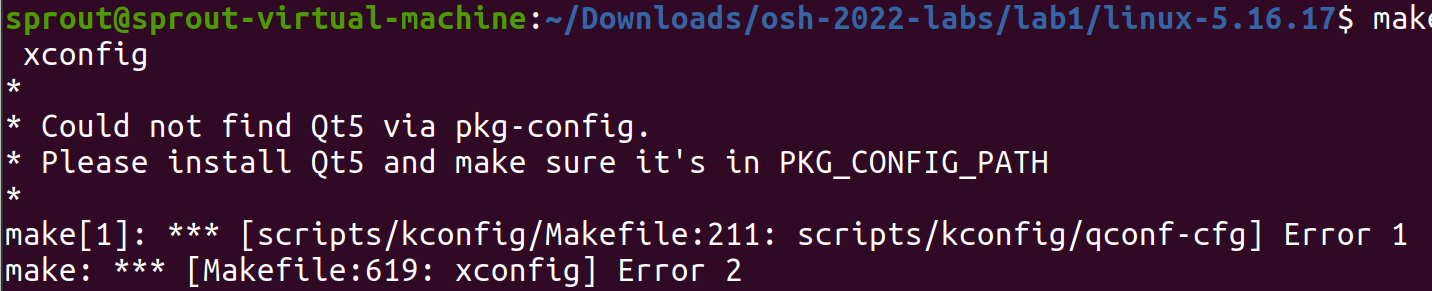 sprout@sprout-virtual-machine:~/Downloads/osh-2022-labs/lab1/linux-5.16.17$ make
 xconfig
*
* Could not find Qt5 via pkg-config.
* Please install Qt5 and make sure it's in PKG_CONFIG_PATH
*
make[1]: *** [scripts/kconfig/Makefile:211: scripts/kconfig/qconf-cfg] Error 1
make: *** [Makefile:619: xconfig] Error 2